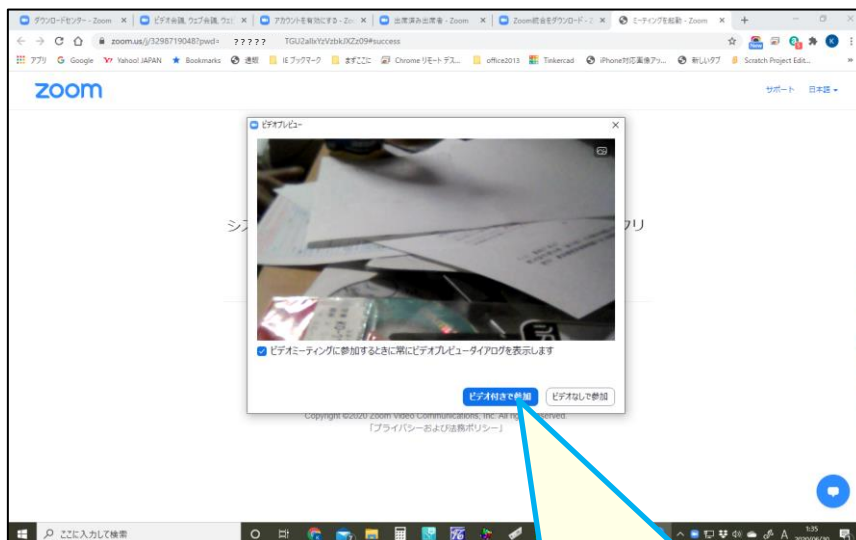 ダウンロードセンター - Zoom
ビデオ会議, ウェブ会議, ウェ
アカウントを有効にする - Zo
出席済み出席者 - Zoom
Zoom統合をダウンロード - Z
ミーティングを起動 - Zoom
zoom.us/j/3298719048?pwd= ?????
アプリ Google Yahoo! JAPAN Bookmarks 通販 IE ブックマーク まずここに Chrome リモート デス... office2013 Tinkercad iPhone対応画像アッ... 新しいタブ Scratch Project Edit...
zoom サポート 日本語
ビデオプレビュー
シス
フリ
ビデオミーティングに参加するときに常にビデオプレビューダイアログを表示します
ビデオ付きで参加 ビデオなしで参加
Copyright ©2020 Zoom Video Communications, Inc. All rights reserved.
「プライバシーおよび法務ポリシー」
ここに入力して検索
A 1:35
2020/06/30